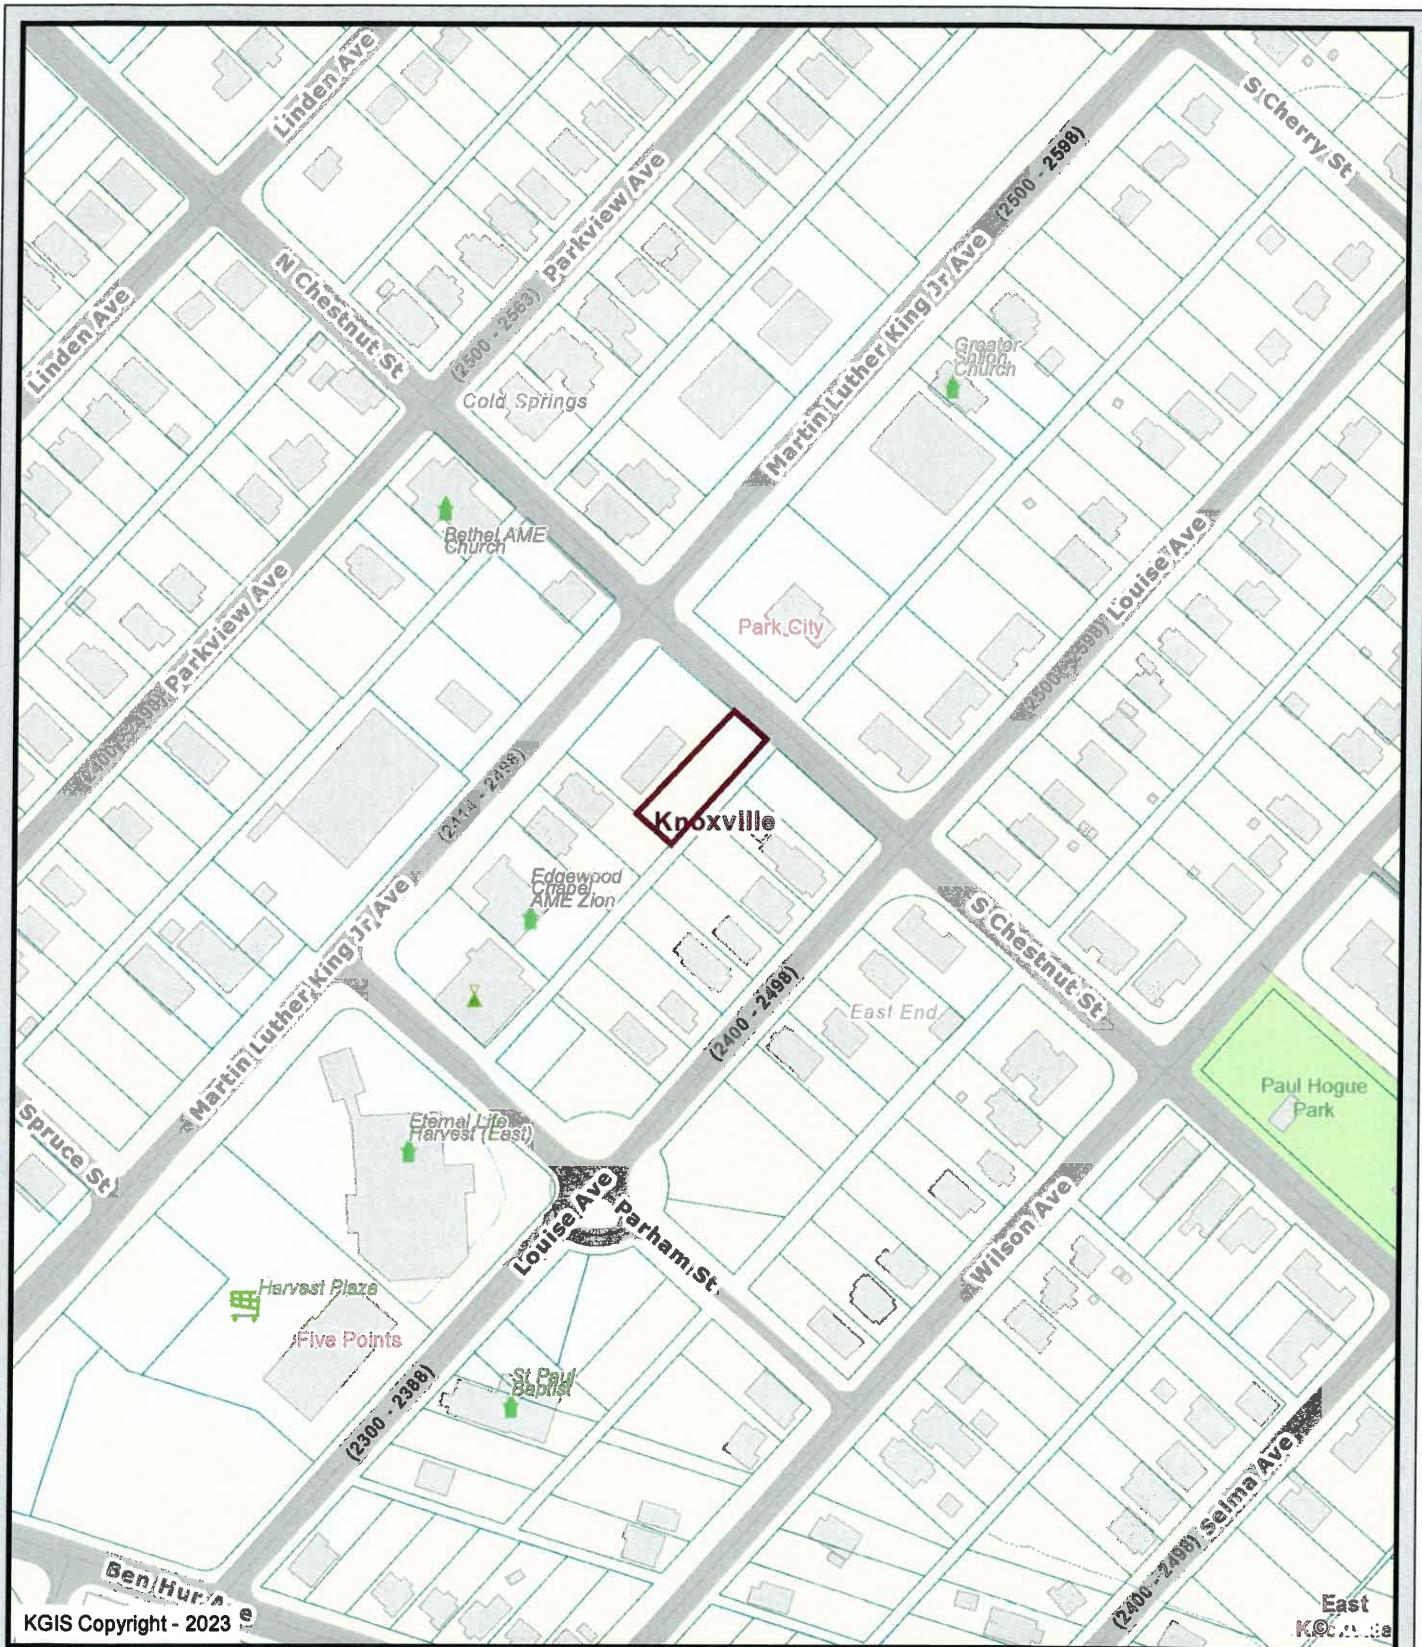 Linden Ave
S Cherry St
(2500 - 2598)
Parkview Ave
N Chestnut St
Martin Luther King Jr Ave
Linden Ave
(2500 - 2563)
Greater
Shiloh
Church
Cold Springs
Bethel AME
Church
Louise Ave
Parkview Ave
Park City
(2500 - 2598)
(2400 - 2498)
(2114 - 2498)
Knoxville
Edgewood
Chapel
AME Zion
Martin Luther King Jr Ave
S Chestnut St
(2400 - 2498)
East End
Paul Hogue
Park
Spruce St
Eternal Life
Harvest (East)
Louise Ave
Parham St
Wilson Ave
Harvest Plaza
Five Points
St Paul
Baptist
(2300 - 2388)
Selma Ave
(2400 - 2498)
Ben Hur Ave
KGIS Copyright - 2023
East